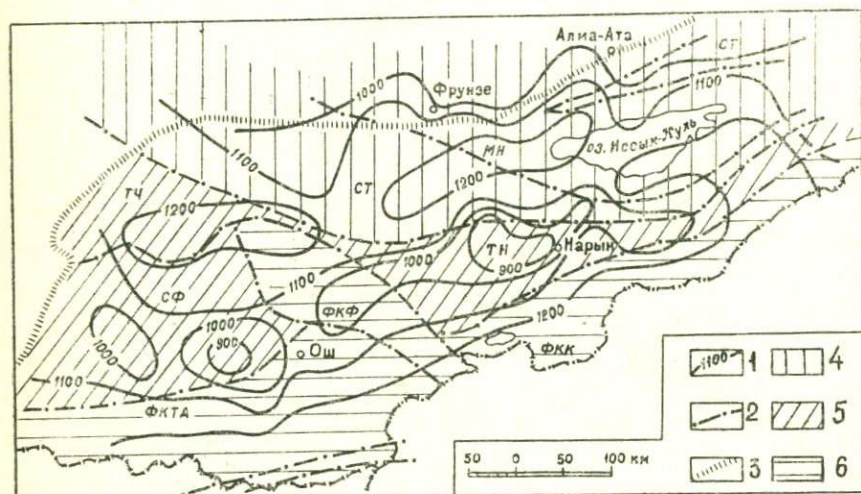 Алма-Ата
СТ
1000
Фрунзе
1100
1100
МН
оз. Иссык-Куль
СТ
1200
ТЧ
1200
1000
ТН
Нарын
1100
900
СФ
ФКФ
1200
1000
1000
900
Ош
ФКК
1100
ФКТА
1100 1
4
2
5
3
6
50 0 50 100 км